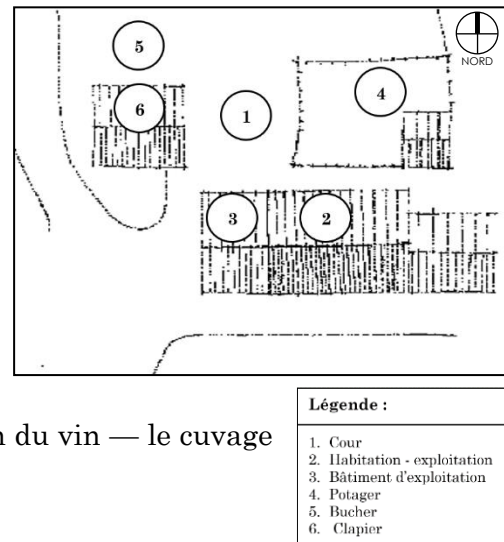 NORD
5
6
1
4
3
2
du vin — le cuvage
Légende :
1. Cour
2. Habitation - exploitation
3. Bâtiment d'exploitation
4. Potager
5. Bucher
6. Clapier